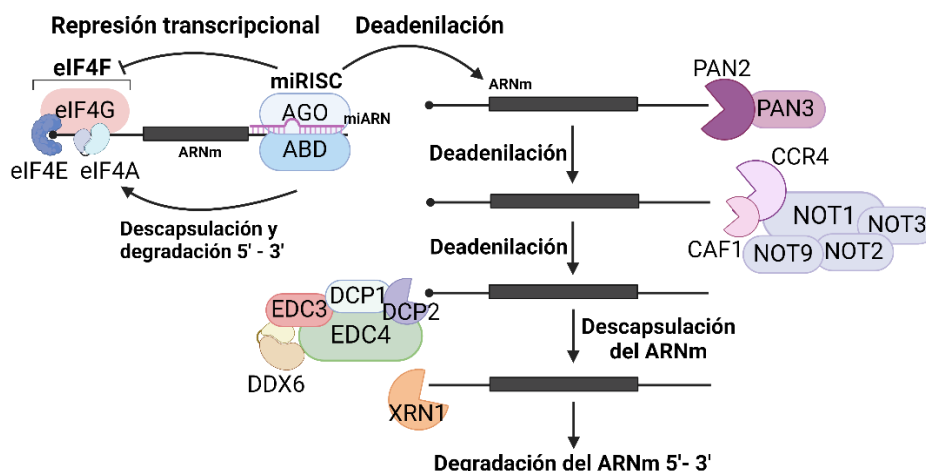 Represión transcripcional
Deadenilación
eIF4F
miRISC
ARNm
PAN2
eIF4G
AGO
miARN
PAN3
ARNm
ABD
eIF4E
eIF4A
Deadenilación
CCR4
Descapsulación y
degradación 5' - 3'
NOT1
NOT3
Deadenilación
CAF1
NOT9
NOT2
EDC3
DCP1
DCP2
EDC4
Descapsulación
del ARNm
DDX6
XRN1
Degradación del ARNm 5'- 3'